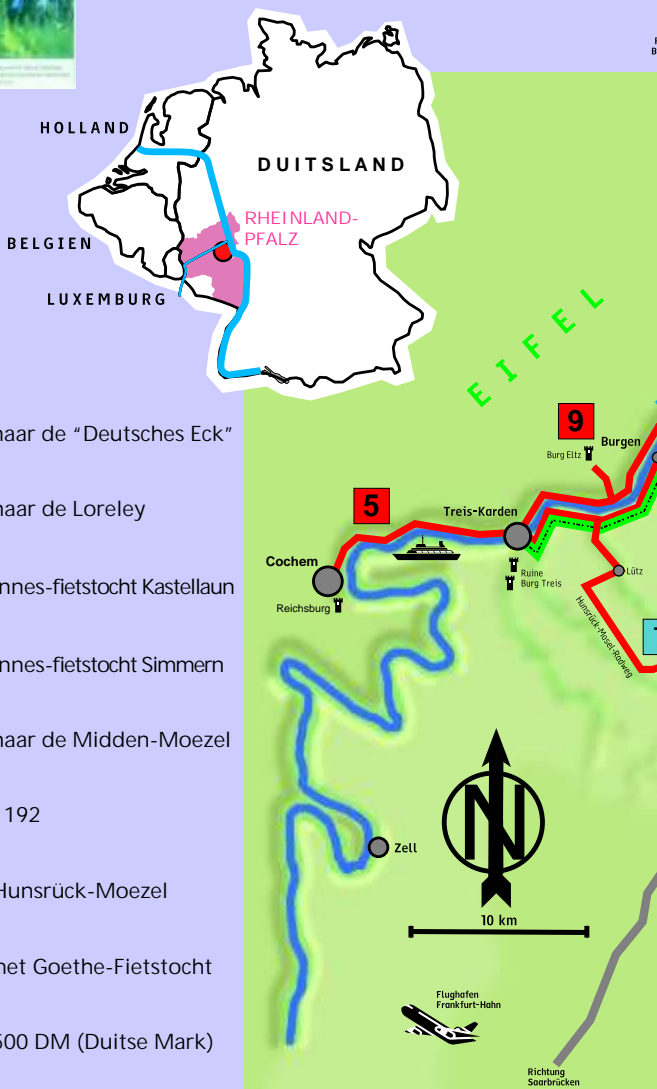 HOLLAND
DUITSLAND
RHEINLAND-
PFALZ
BELGIEN
LUXEMBURG
EIFEL
naar de “Deutsches Eck”
naar de Loreley
nnes-fietstocht Kastellaun
nnes-fietstocht Simmern
naar de Midden-Moezel
192
Hunsrück-Moezel
het Goethe-Fietstocht
500 DM (Duitse Mark)
9
Burgen
Burg Eltz
5
Treis-Karden
Cochem
Reichsburg
Ruine
Burg Treis
Lütz
Hunsrück-Mosel-Radweg
Zell
N
10 km
Flughafen
Frankfurt-Hahn
Richtung
Saarbrücken